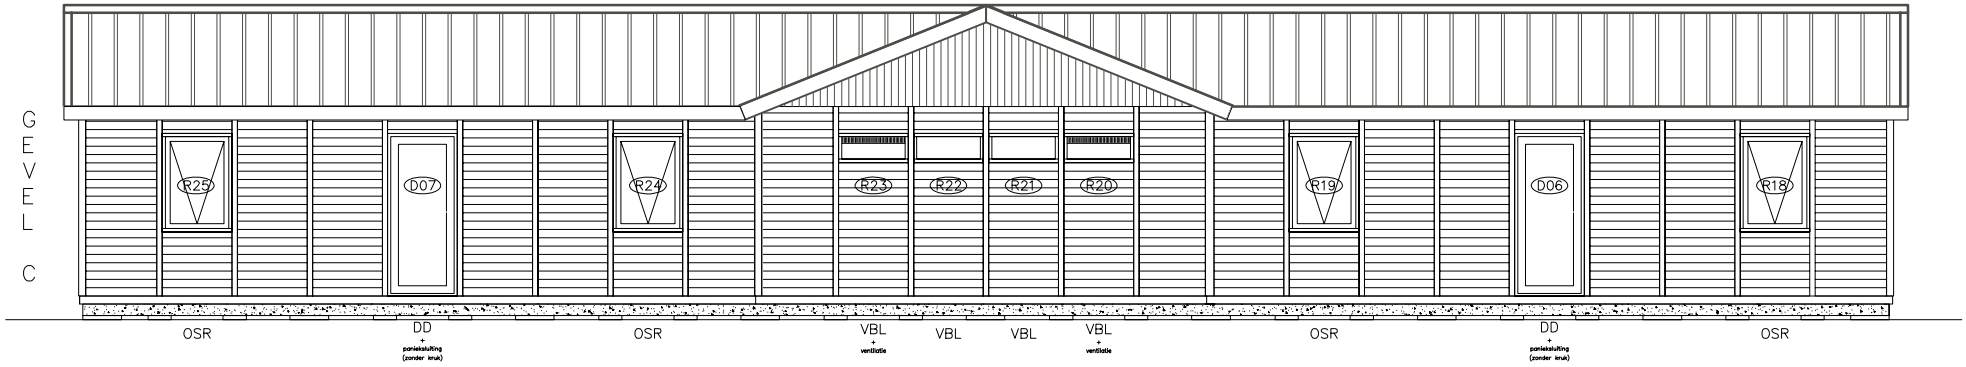 GEVEL C
R25
D07
R24
R23
R22
R21
R20
R19
D06
R18
OSR
DD
+
panieksluiting
(zonder kruk)
OSR
VBL
+
ventilatie
VBL
VBL
VBL
+
ventilatie
OSR
DD
+
panieksluiting
(zonder kruk)
OSR